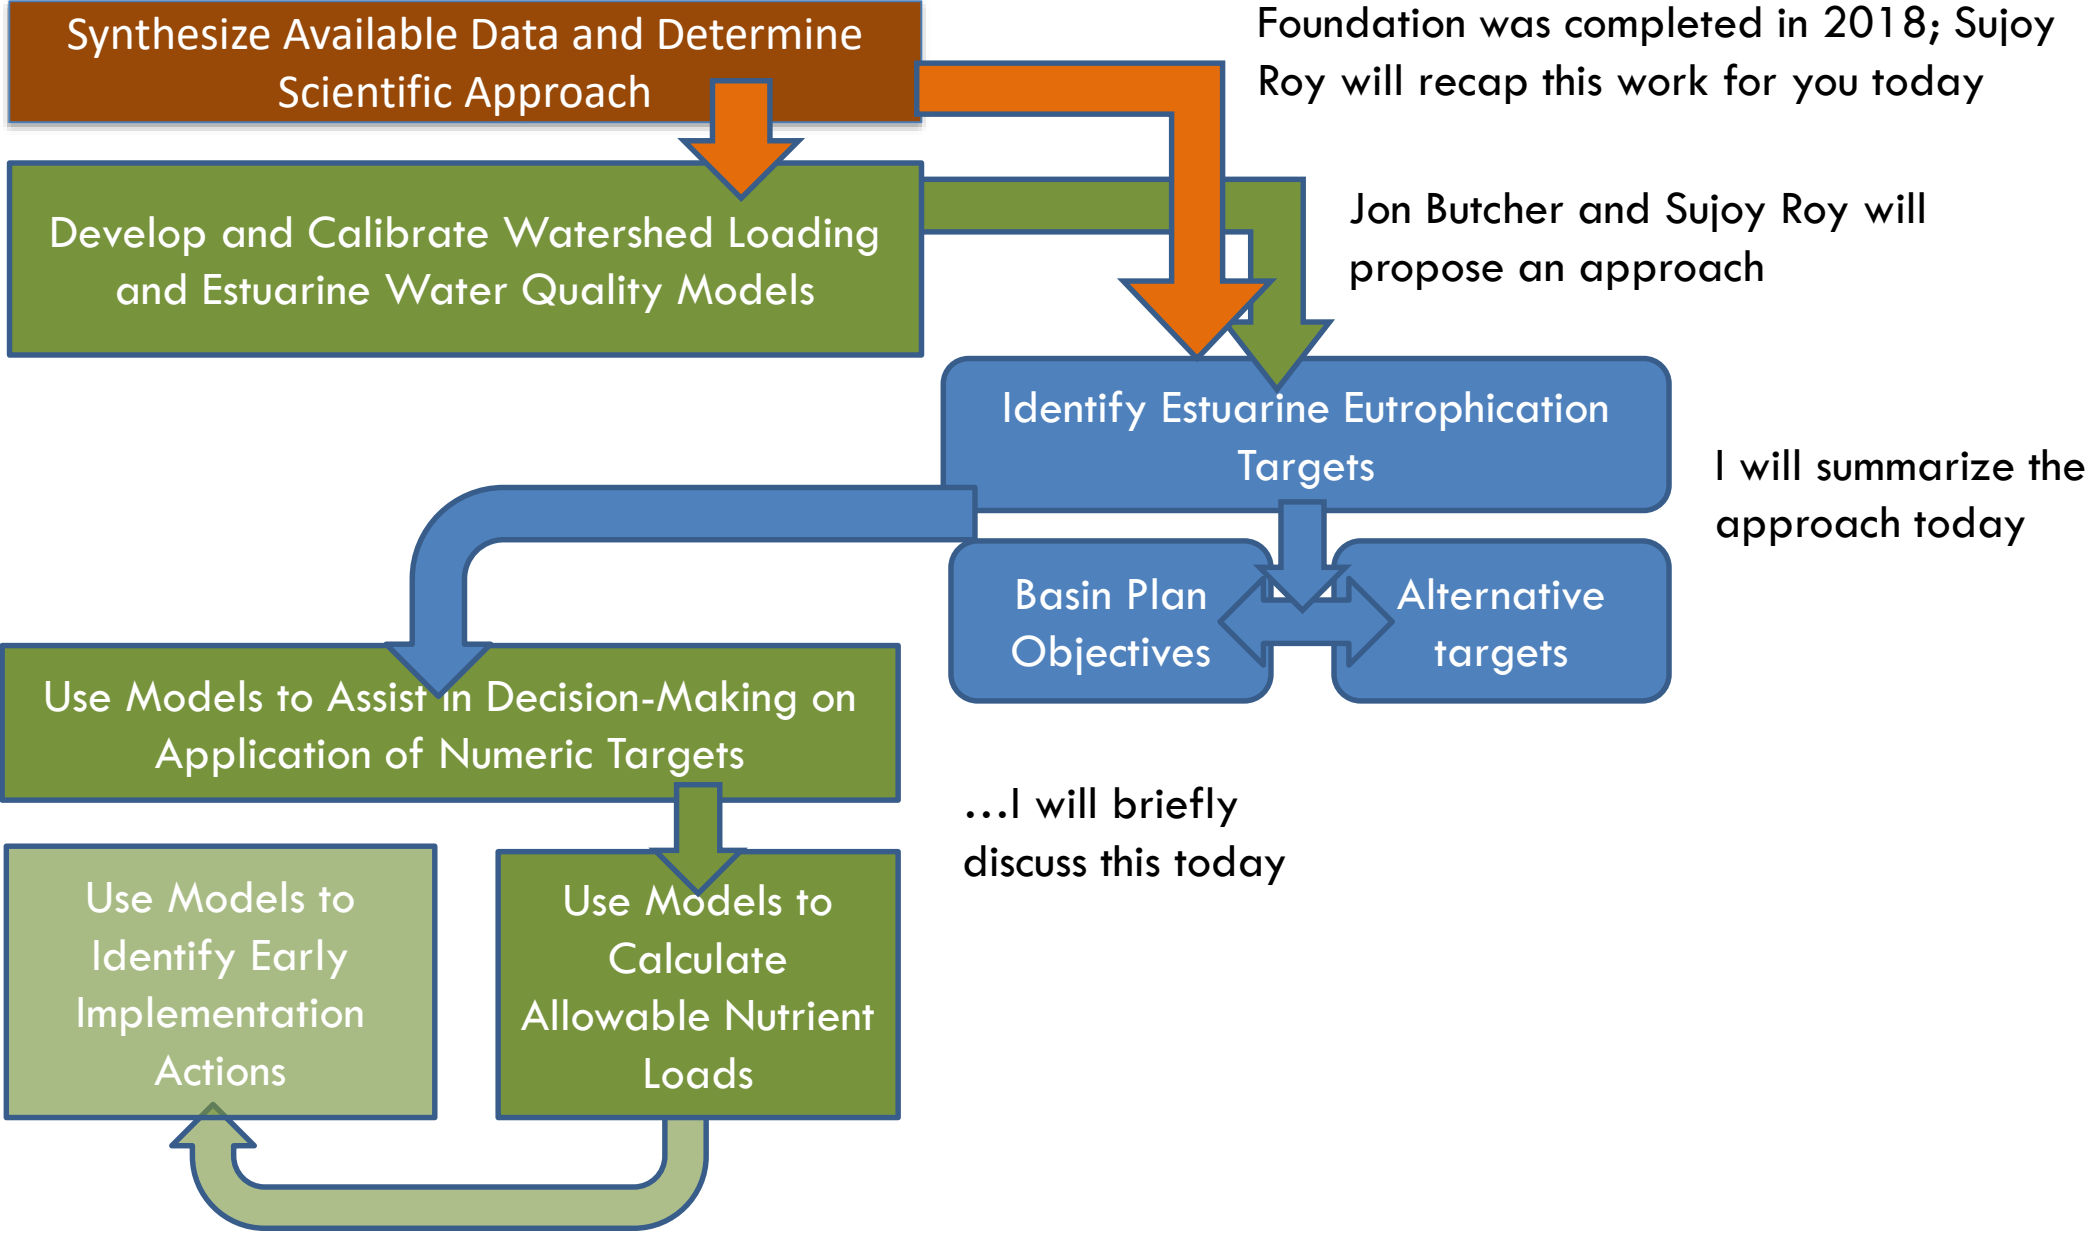 Synthesize Available Data and Determine
Scientific Approach
Foundation was completed in 2018; Sujoy
Roy will recap this work for you today
Develop and Calibrate Watershed Loading
and Estuarine Water Quality Models
Jon Butcher and Sujoy Roy will
propose an approach
Identify Estuarine Eutrophication
Targets
I will summarize the
approach today
Basin Plan
Objectives
Alternative
targets
Use Models to Assist in Decision-Making on
Application of Numeric Targets
...I will briefly
discuss this today
Use Models to
Identify Early
Implementation
Actions
Use Models to
Calculate
Allowable Nutrient
Loads